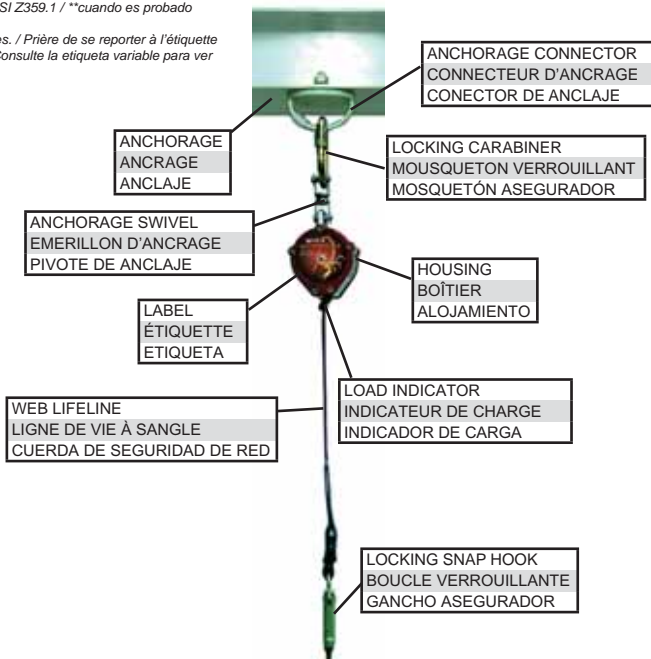 SI Z359.1 / **cuando es probado
es. / Prière de se reporter à l'étiquette
Consulte la etiqueta variable para ver
ANCHORAGE CONNECTOR
CONNECTEUR D'ANCRAGE
CONECTOR DE ANCLAJE
ANCHORAGE
ANCRAGE
ANCLAJE
LOCKING CARABINER
MOUSQUETON VERROUILLANT
MOSQUETÓN ASEGURADOR
ANCHORAGE SWIVEL
EMERILLON D'ANCRAGE
PIVOTE DE ANCLAJE
HOUSING
BOÎTIER
ALOJAMIENTO
LABEL
ÉTIQUETTE
ETIQUETA
LOAD INDICATOR
INDICATEUR DE CHARGE
INDICADOR DE CARGA
WEB LIFELINE
LIGNE DE VIE À SANGLE
CUERDA DE SEGURIDAD DE RED
LOCKING SNAP HOOK
BOUCLE VERROUILLANTE
GANCHO ASEGURADOR